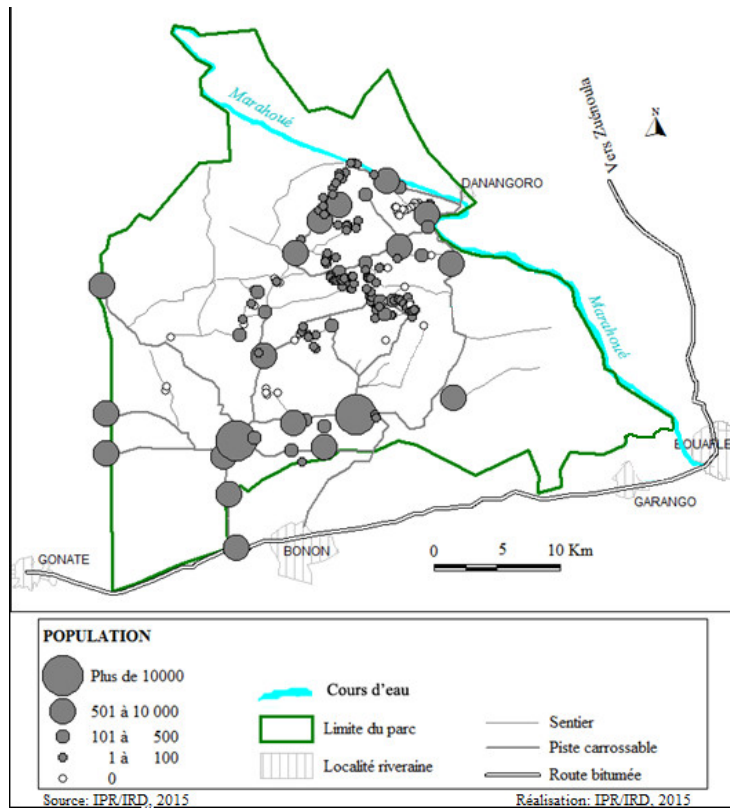 Marahoué
Vers Zuénoula
N
DANANGORO
Marahoué
BOUAFLE
GARANGO
BONON
GONATE
0 5 10 Km
POPULATION
Plus de 10000
501 à 10 000
101 à 500
1 à 100
0
Cours d'eau
Limite du parc
Localité riveraine
Sentier
Piste carrossable
Route bitumée
Source: IPR/IRD, 2015
Réalisation: IPR/IRD, 2015